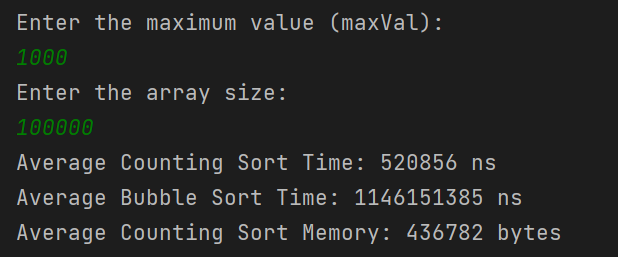 Enter the maximum value (maxVal):
1000
Enter the array size:
100000
Average Counting Sort Time: 520856 ns
Average Bubble Sort Time: 1146151385 ns
Average Counting Sort Memory: 436782 bytes